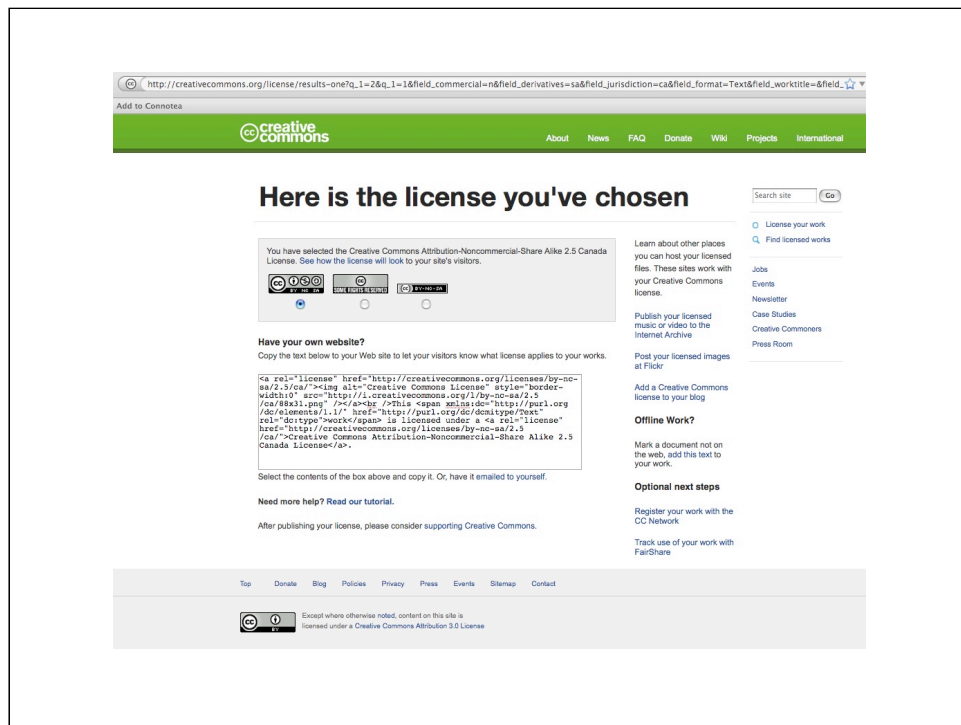 http://creativecommons.org/license/results-one?q_1=2&q_1=1&field_commercial=n&field_derivatives=sa&field_jurisdiction=ca&field_format=Text&field_worktitle=&field_
Add to Connotea
cc creative commons
About News FAQ Donate Wiki Projects International
Here is the license you've chosen
Search site Go
License your work
Find licensed works
Jobs
Events
Newsletter
Case Studies
Creative Commoners
Press Room
You have selected the Creative Commons Attribution-Noncommercial-Share Alike 2.5 Canada
License. See how the license will look to your site's visitors.
cc BY NC SA
cc SOME RIGHTS RESERVED
cc BY-NC-SA
Have your own website?
Copy the text below to your Web site to let your visitors know what license applies to your works.
<a rel="license" href="http://creativecommons.org/licenses/by-nc-
sa/2.5/ca/"><img alt="Creative Commons License" style="border-
width:0" src="http://i.creativecommons.org/l/by-nc-sa/2.5
/ca/88x31.png" /></a><br />This <span xmlns:dc="http://purl.org
/dc/elements/1.1/" href="http://purl.org/dc/dcmitype/Text"
rel="dc:type">work</span> is licensed under a <a rel="license"
href="http://creativecommons.org/licenses/by-nc-sa/2.5
/ca/">Creative Commons Attribution-Noncommercial-Share Alike 2.5
Canada License</a>.
Select the contents of the box above and copy it. Or, have it emailed to yourself.
Need more help? Read our tutorial.
After publishing your license, please consider supporting Creative Commons.
Learn about other places
you can host your licensed
files. These sites work with
your Creative Commons
license.
Publish your licensed
music or video to the
Internet Archive
Post your licensed images
at Flickr
Add a Creative Commons
license to your blog
Offline Work?
Mark a document not on
the web, add this text to
your work.
Optional next steps
Register your work with the
CC Network
Track use of your work with
FairShare
Top Donate Blog Policies Privacy Press Events Sitemap Contact
cc BY
Except where otherwise noted, content on this site is
licensed under a Creative Commons Attribution 3.0 License